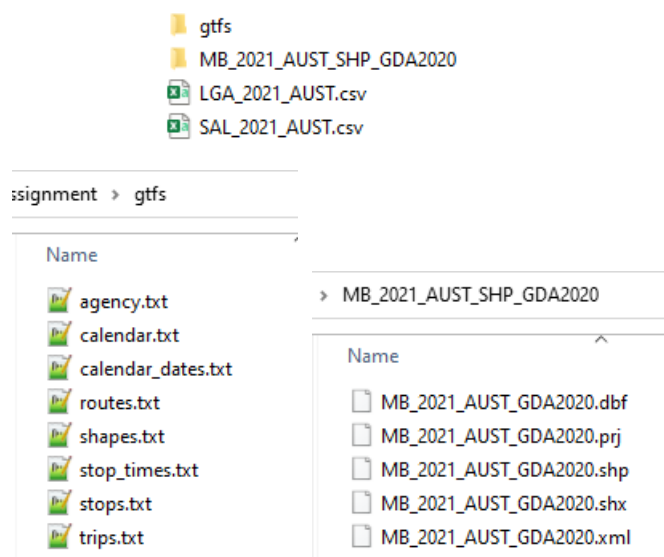 gtfs
MB_2021_AUST_SHP_GDA2020
LGA_2021_AUST.csv
SAL_2021_AUST.csv
ssignment > gtfs
Name
agency.txt
calendar.txt
calendar_dates.txt
routes.txt
shapes.txt
stop_times.txt
stops.txt
trips.txt
> MB_2021_AUST_SHP_GDA2020
Name
MB_2021_AUST_GDA2020.dbf
MB_2021_AUST_GDA2020.prj
MB_2021_AUST_GDA2020.shp
MB_2021_AUST_GDA2020.shx
MB_2021_AUST_GDA2020.xml